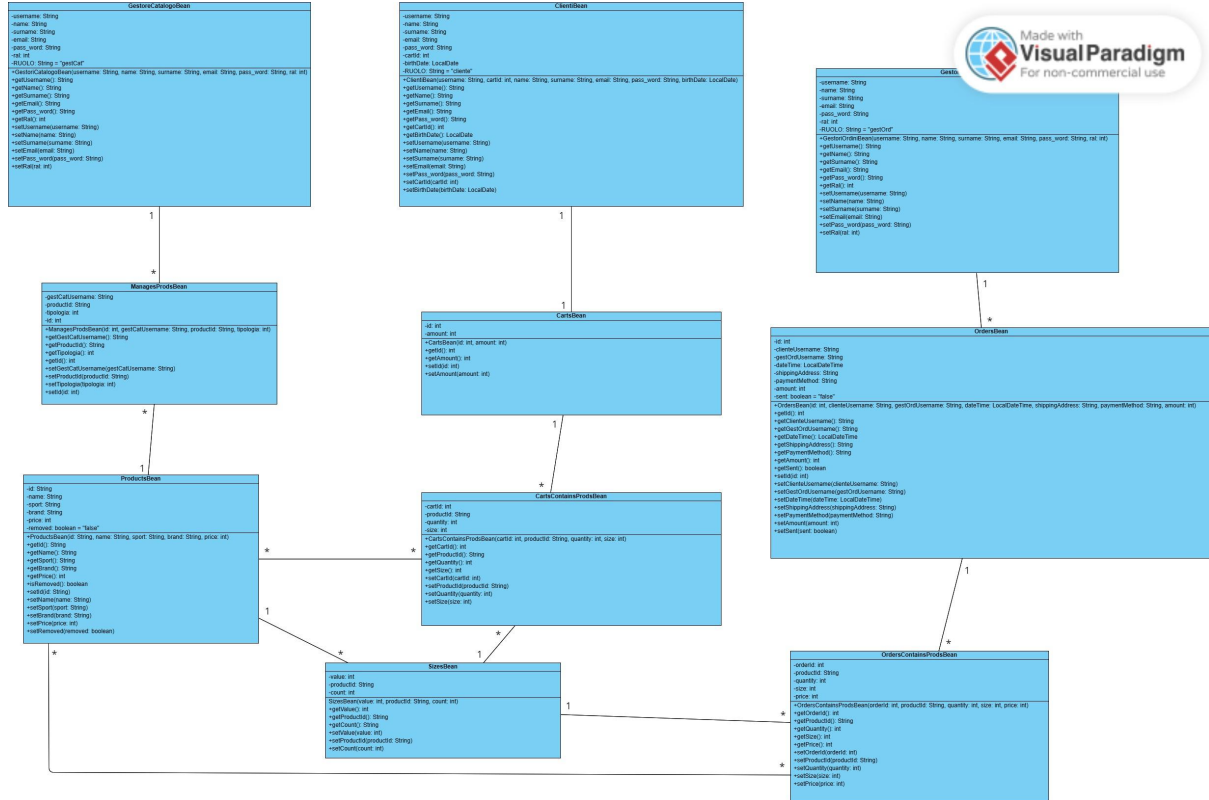 GestoreCatalogoBean
-username: String
-name: String
-surname: String
-email: String
-pass_word: String
-ral: int
-RUOLO: String = "gestCat"
+GestoreCatalogoBean(username: String, name: String, surname: String, email: String, pass_word: String, ral: int)
+getUsername(): String
+getName(): String
+getSurname(): String
+getEmail(): String
+getPass_word(): String
+getRal(): int
+setUsername(username: String)
+setName(name: String)
+setSurname(surname: String)
+setEmail(email: String)
+setPass_word(pass_word: String)
+setRal(ral: int)
1
*
ClientiBean
-username: String
-name: String
-surname: String
-email: String
-pass_word: String
-cartId: int
-birthDate: LocalDate
-RUOLO: String = "cliente"
+ClientiBean(username: String, cartId: int, name: String, surname: String, email: String, pass_word: String, birthDate: LocalDate)
+getUsername(): String
+getName(): String
+getSurname(): String
+getEmail(): String
+getPass_word(): String
+getCartId(): int
+getBirthDate(): LocalDate
+setUsername(username: String)
+setName(name: String)
+setSurname(surname: String)
+setEmail(email: String)
+setPass_word(pass_word: String)
+setCartId(cartId: int)
+setBirthDate(birthDate: LocalDate)
1
1
Made with
Visual Paradigm
For non-commercial use
-username: String
-name: String
-surname: String
-email: String
-pass_word: String
-ral: int
-RUOLO: String = "gestOrd"
+GestoriOrdiniBean(username: String, name: String, surname: String, email: String, pass_word: String, ral: int)
+getUsername(): String
+getName(): String
+getSurname(): String
+getEmail(): String
+getPass_word(): String
+getRal(): int
+setUsername(username: String)
+setName(name: String)
+setSurname(surname: String)
+setEmail(email: String)
+setPass_word(pass_word: String)
+setRal(ral: int)
1
*
ManagesProdsBean
-gestCatUsername: String
-productId: String
-tipologia: int
-id: int
+ManagesProdsBean(id: int, gestCatUsername: String, productId: String, tipologia: int)
+getGestCatUsername(): String
+getProductId(): String
+getTipologia(): int
+getId(): int
+setGestCatUsername(gestCatUsername: String)
+setProductId(productId: String)
+setTipologia(tipologia: int)
+setId(id: int)
*
1
CartsBean
-id: int
-amount: int
+CartsBean(id: int, amount: int)
+getId(): int
+getAmount(): int
+setId(id: int)
+setAmount(amount: int)
1
*
OrdersBean
-id: int
-clienteUsername: String
-gestOrdUsername: String
-dateTime: LocalDateTime
-shippingAddress: String
-paymentMethod: String
-amount: int
-sent: boolean = "false"
+OrdersBean(id: int, clienteUsername: String, gestOrdUsername: String, dateTime: LocalDateTime, shippingAddress: String, paymentMethod: String, amount: int)
+getId(): int
+getClienteUsername(): String
+getGestOrdUsername(): String
+getDateTime(): LocalDateTime
+getShippingAddress(): String
+getPaymentMethod(): String
+getAmount(): int
+getSent(): boolean
+setId(id: int)
+setClienteUsername(clienteUsername: String)
+setGestOrdUsername(gestOrdUsername: String)
+setDateTime(dateTime: LocalDateTime)
+setShippingAddress(shippingAddress: String)
+setPaymentMethod(paymentMethod: String)
+setAmount(amount: int)
+setSent(sent: boolean)
1
*
ProductsBean
-id: String
-name: String
-sport: String
-brand: String
-price: int
-removed: boolean = "false"
+ProductsBean(id: String, name: String, sport: String, brand: String, price: int)
+getId(): String
+getName(): String
+getSport(): String
+getBrand(): String
+getPrice(): int
+isRemoved(): boolean
+setId(id: String)
+setName(name: String)
+setSport(sport: String)
+setBrand(brand: String)
+setPrice(price: int)
+setRemoved(removed: boolean)
*
*
1
*
*
*
CartsContainsProdsBean
-cartId: int
-productId: String
-quantity: int
-size: int
+CartsContainsProdsBean(cartId: int, productId: String, quantity: int, size: int)
+getCartId(): int
+getProductId(): String
+getQuantity(): int
+getSize(): int
+setCartId(cartId: int)
+setProductId(productId: String)
+setQuantity(quantity: int)
+setSize(size: int)
*
1
SizesBean
-value: int
-productId: String
-count: int
SizesBean(value: int, productId: String, count: int)
+getValue(): int
+getProductId(): String
+getCount(): String
+setValue(value: int)
+setProductId(productId: String)
+setCount(count: int)
1
*
OrdersContainsProdsBean
-orderId: int
-productId: String
-quantity: int
-size: int
-price: int
+OrdersContainsProdsBean(orderId: int, productId: String, quantity: int, size: int, price: int)
+getOrderId(): int
+getProductId(): String
+getQuantity(): int
+getSize(): int
+getPrice(): int
+setOrderId(orderId: int)
+setProductId(productId: String)
+setQuantity(quantity: int)
+setSize(size: int)
+setPrice(price: int)